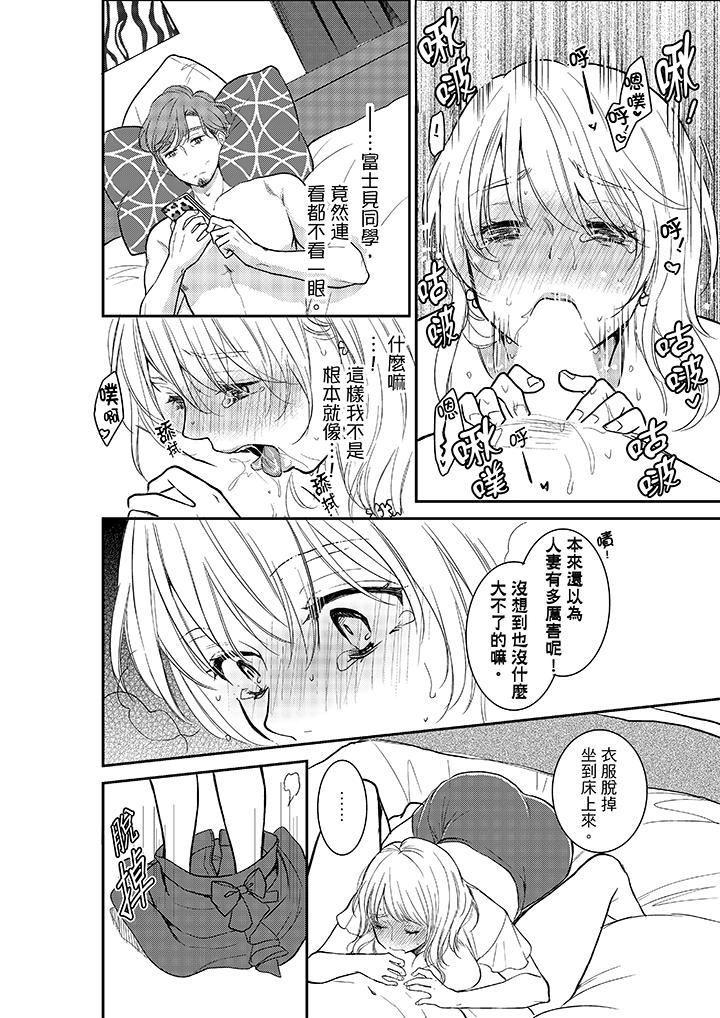 啾
啵
呼
嗯
噗
呼!
啾
啵
呼!
呼
咕
啵
咕
啵
嗯
呼
啾
噗
咕
啵
……富士見同學,
竟然連
看都不看一眼。
什麼嘛
…!
這樣我不是
根本就像…!
噗
啊
舔拭
舔拭
嘖!
本來還以為
人妻有多厲害呢!
沒想到也沒什麼
大不了的嘛。
衣服脫掉
坐到床上來。
……
脫
掉